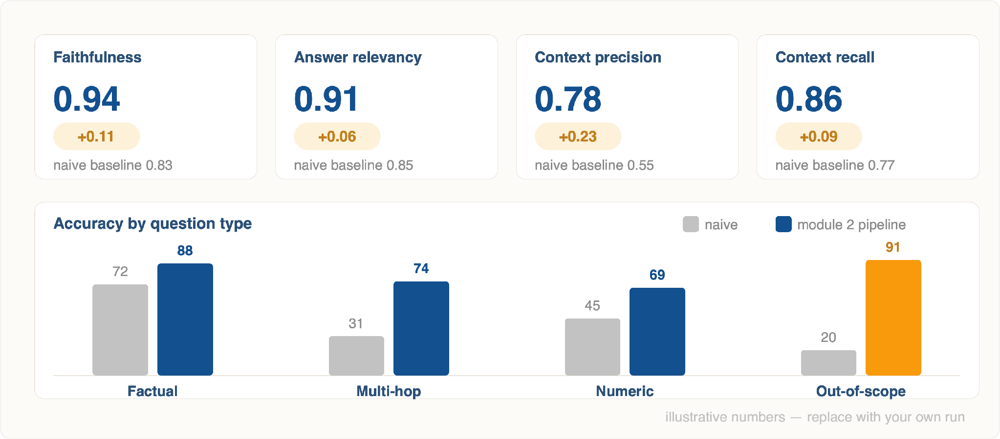 Faithfulness
0.94
+0.11
naive baseline 0.83
Answer relevancy
0.91
+0.06
naive baseline 0.85
Context precision
0.78
+0.23
naive baseline 0.55
Context recall
0.86
+0.09
naive baseline 0.77
Accuracy by question type
naive
module 2 pipeline
72
88
31
74
45
69
20
91
Factual
Multi-hop
Numeric
Out-of-scope
illustrative numbers — replace with your own run